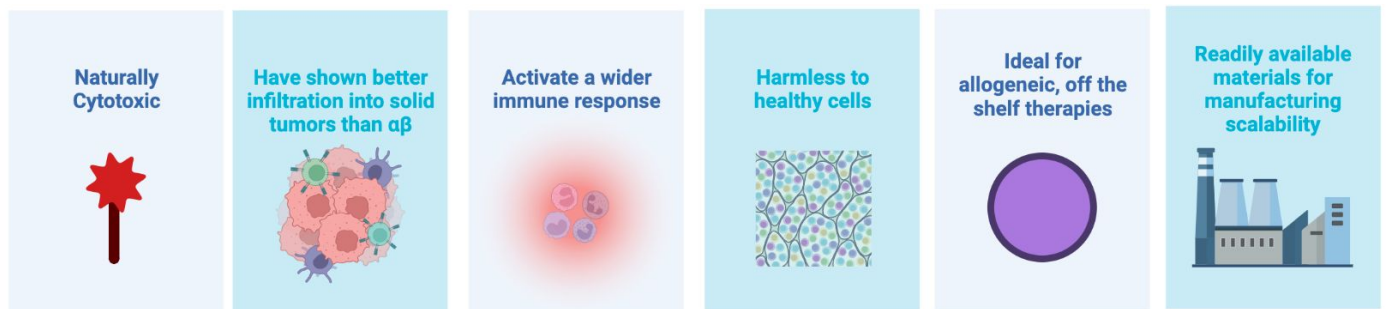 Naturally
Cytotoxic
Have shown better
infiltration into solid
tumors than αβ
Activate a wider
immune response
Harmless to
healthy cells
Ideal for
allogeneic, off the
shelf therapies
Readily available
materials for
manufacturing
scalability